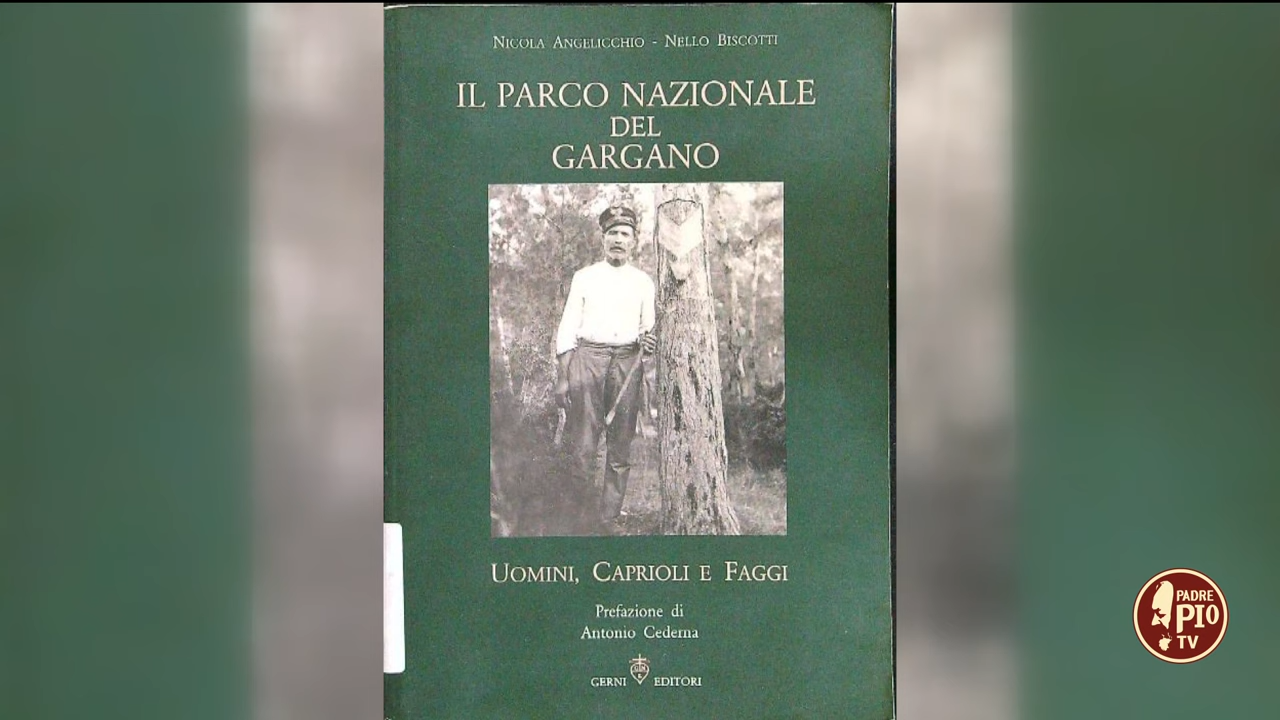 NICOLA ANGELICCHIO - NELLO BISCOTTI
IL PARCO NAZIONALE
DEL
GARGANO
UOMINI, CAPRIOLI E FAGGI
Prefazione di
Antonio Cederna
GERNI EDITORI
PADRE
PIO
TV